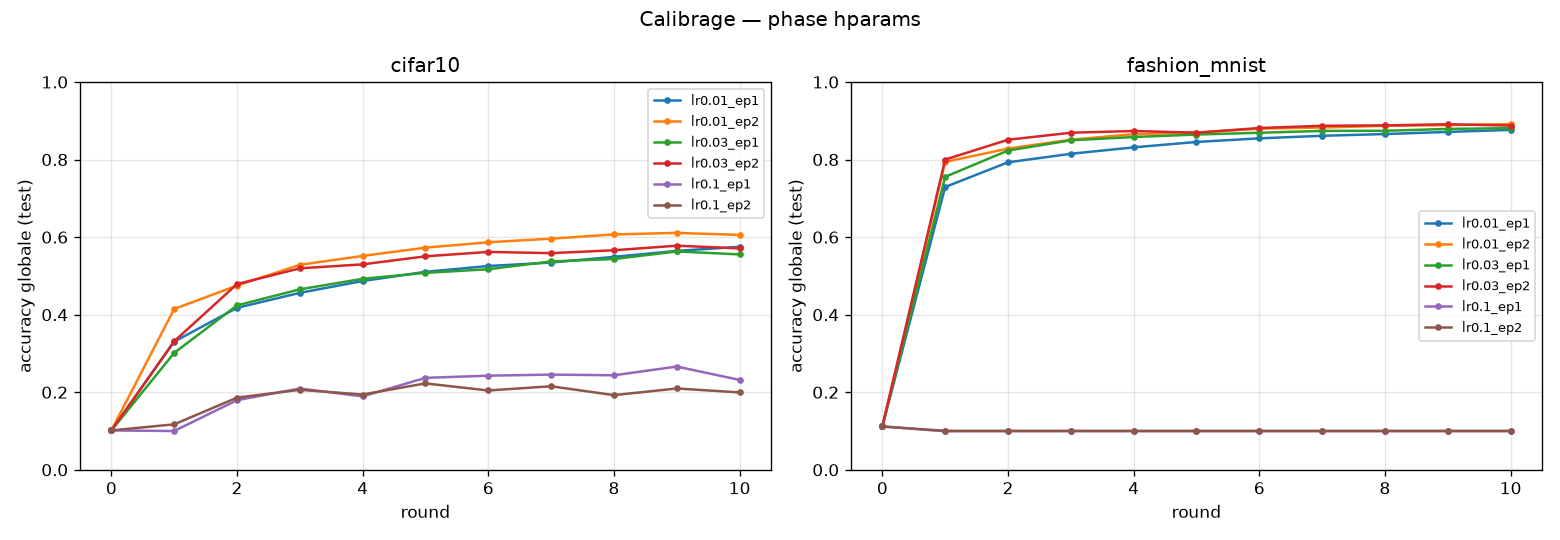 Calibrage — phase hparams
cifar10
accuracy globale (test)
1.0
0.8
0.6
0.4
0.2
0.0
0
2
4
6
8
10
round
lr0.01_ep1
lr0.01_ep2
lr0.03_ep1
lr0.03_ep2
lr0.1_ep1
lr0.1_ep2
fashion_mnist
accuracy globale (test)
1.0
0.8
0.6
0.4
0.2
0.0
0
2
4
6
8
10
round
lr0.01_ep1
lr0.01_ep2
lr0.03_ep1
lr0.03_ep2
lr0.1_ep1
lr0.1_ep2